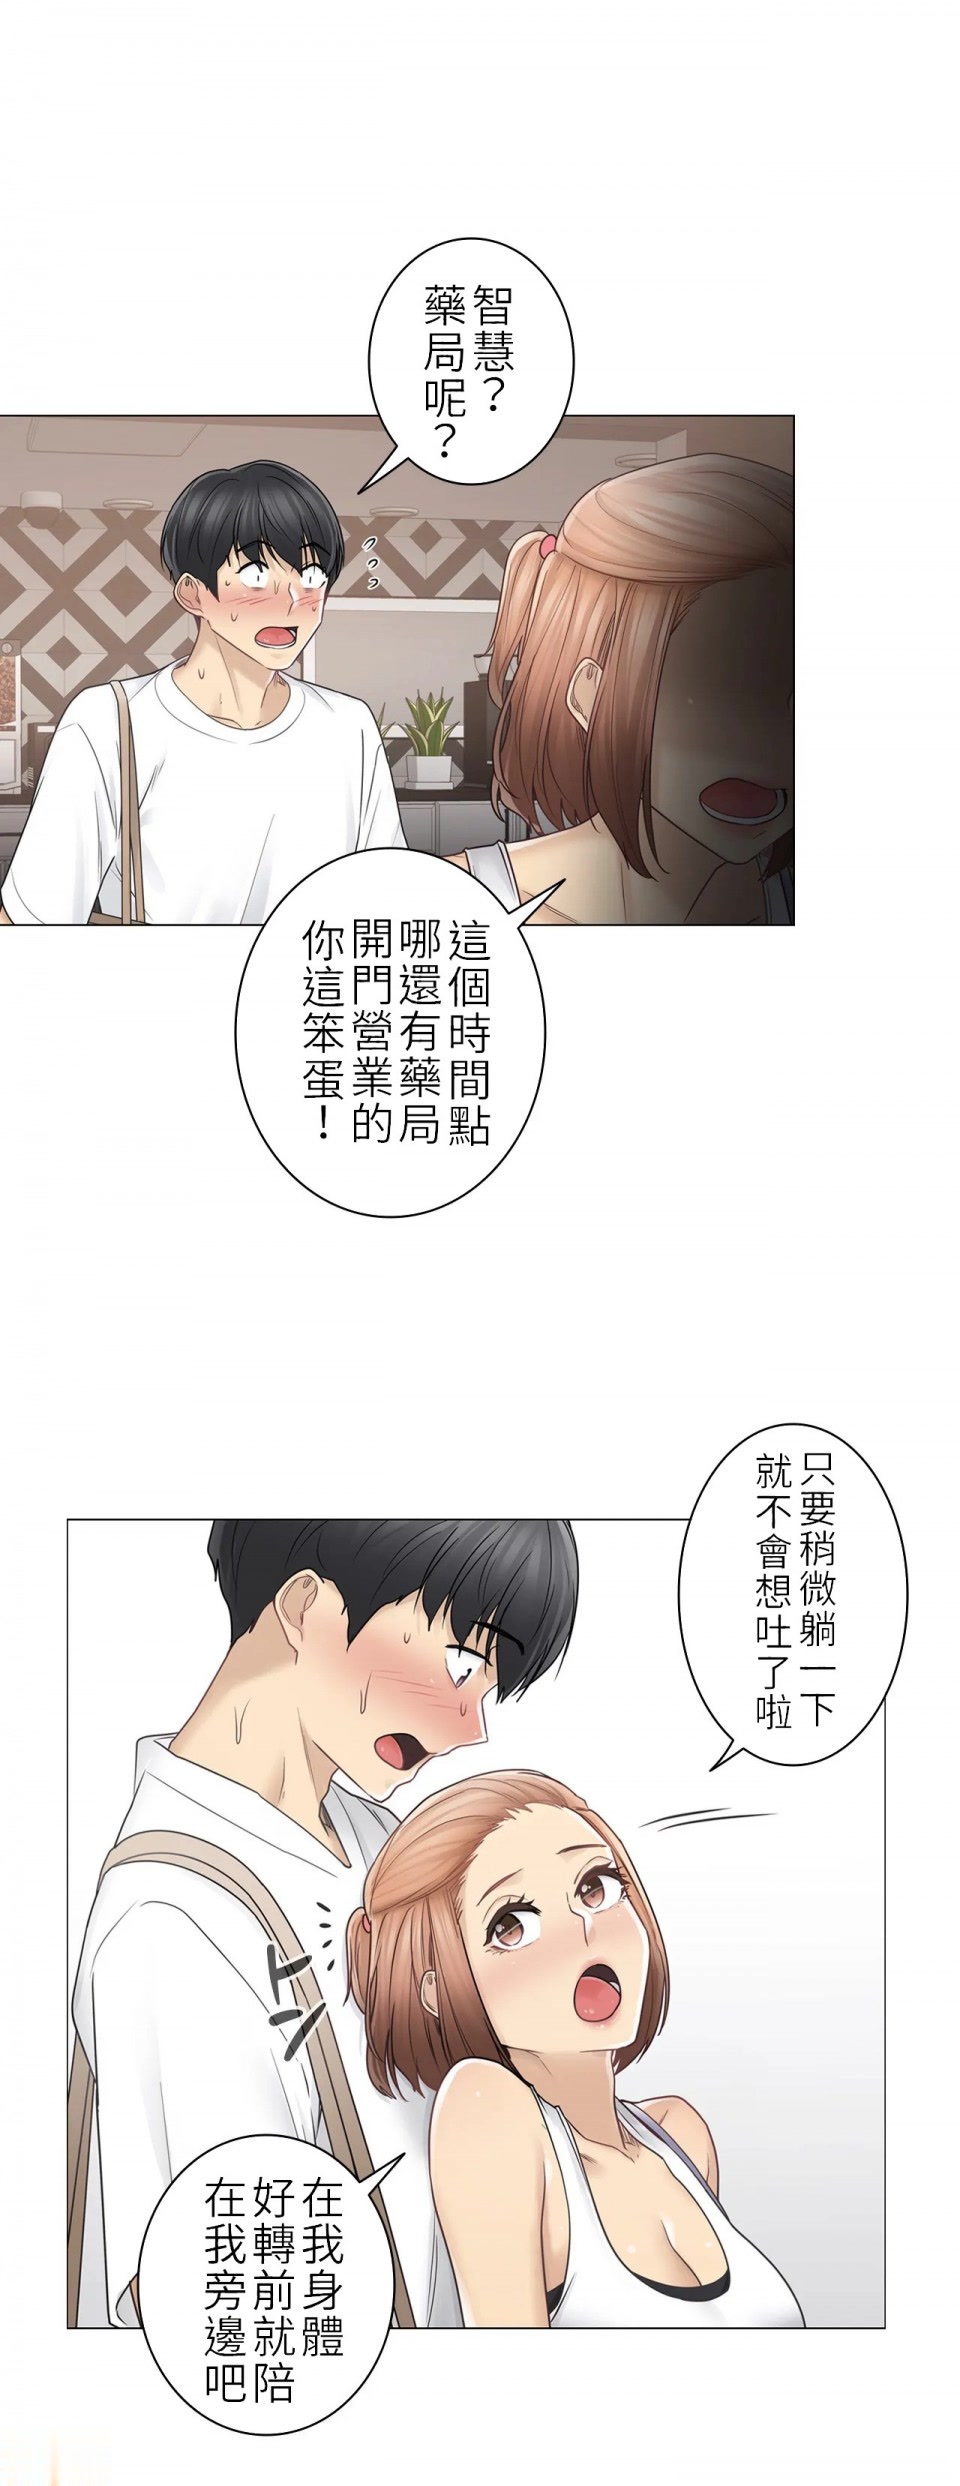 智慧？
藥局呢？
這個時間點
哪還有藥局
開門營業的
你這笨蛋！
只要稍微躺一下
就不會想吐了啦
トン
在我身體
好轉前就陪
在我旁邊吧